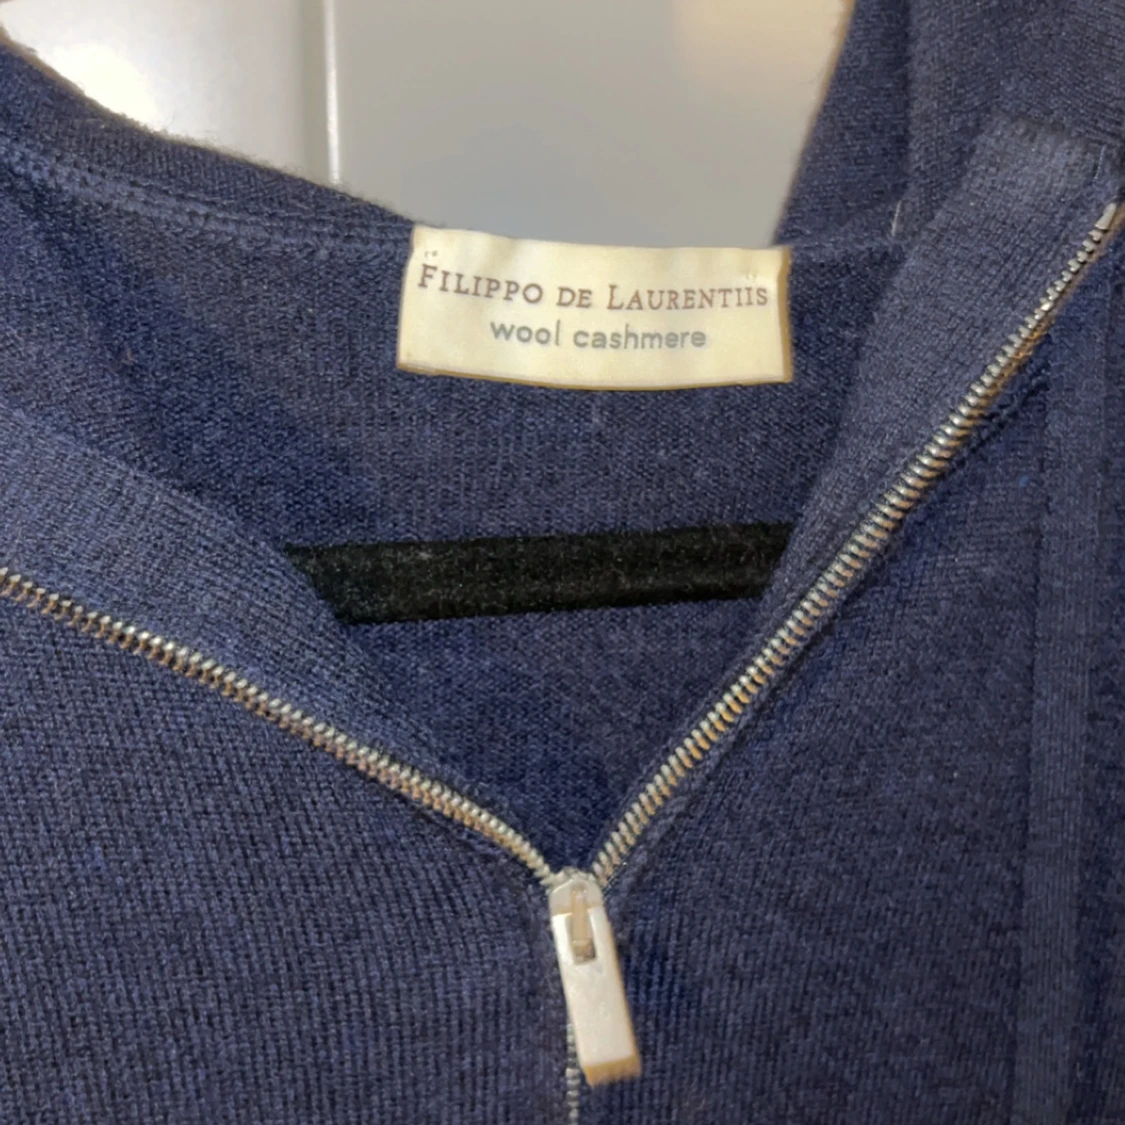 "FILIPPO DE LAURENTIIS"
wool cashmere